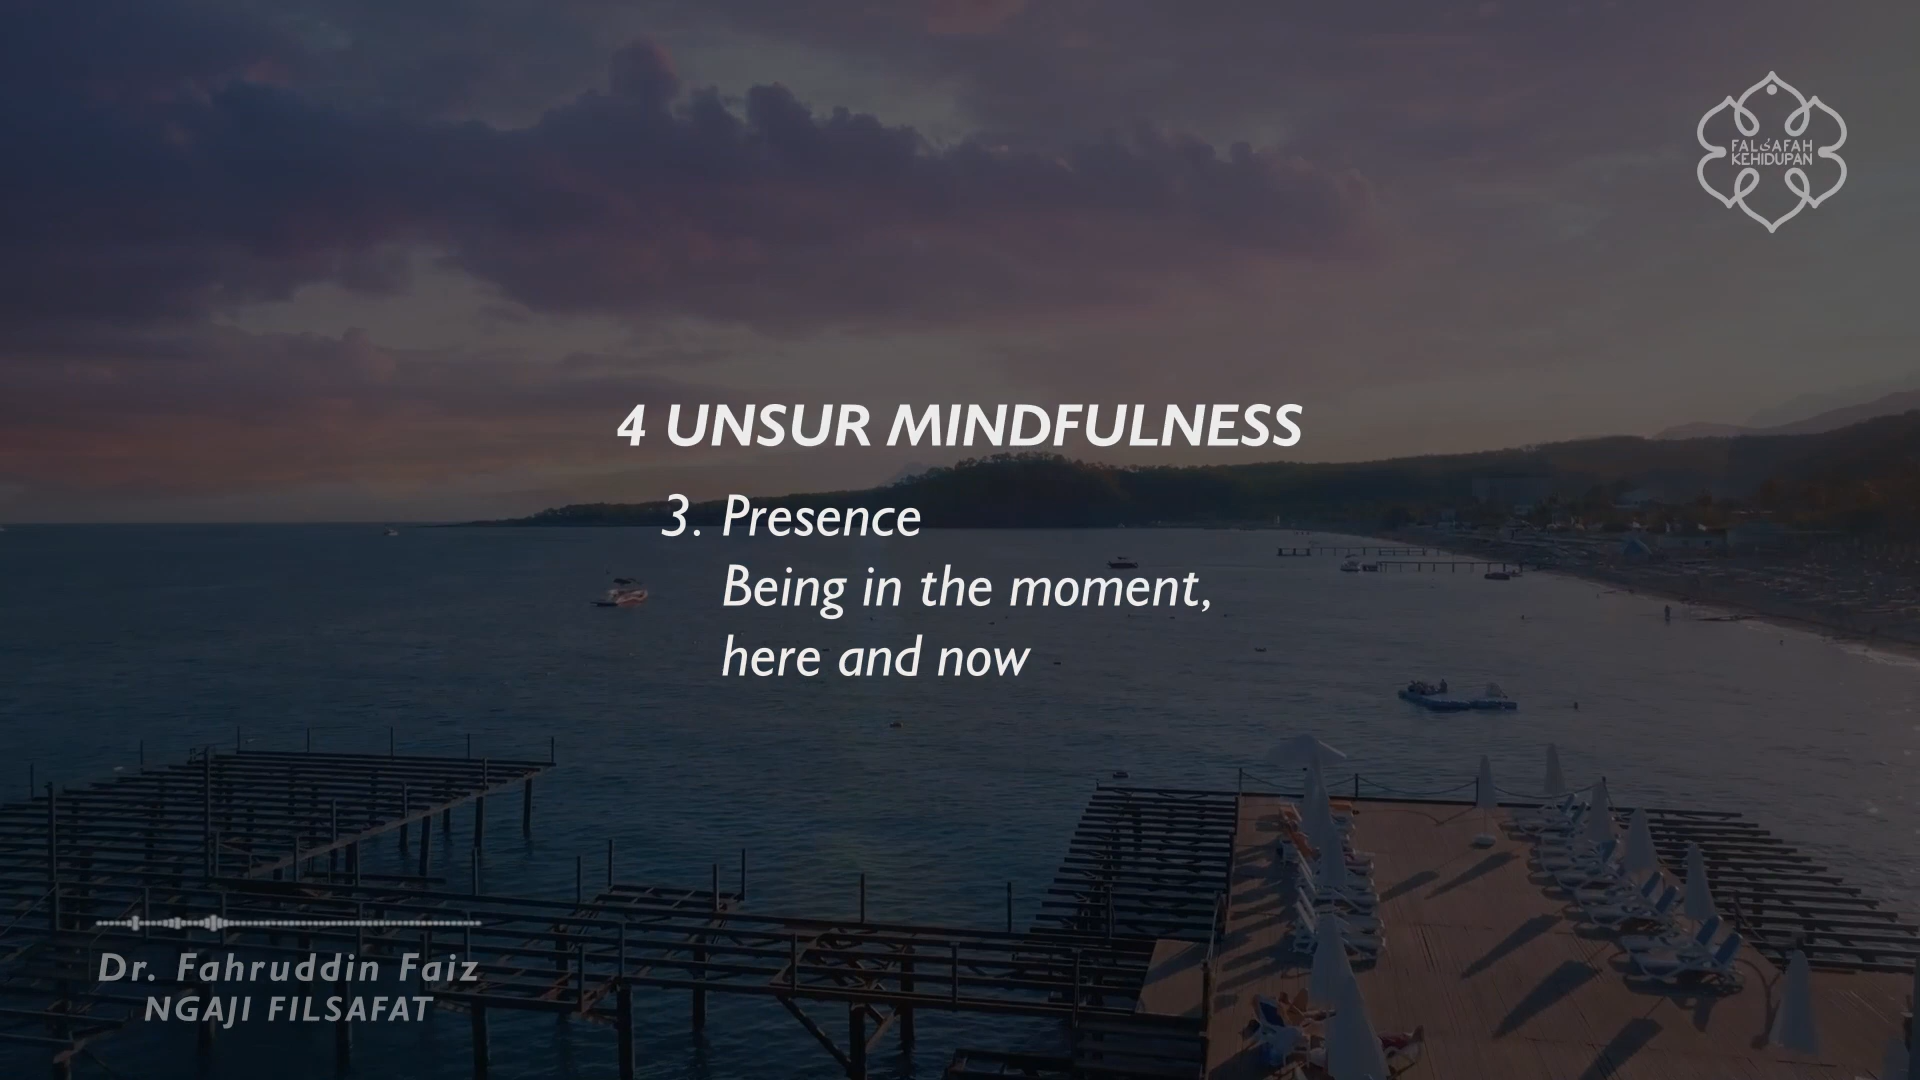 FALSAFAH
KEHIDUPAN
4 UNSUR MINDFULNESS
3. Presence
Being in the moment,
here and now
Dr. Fahruddin Faiz
NGAJI FILSAFAT